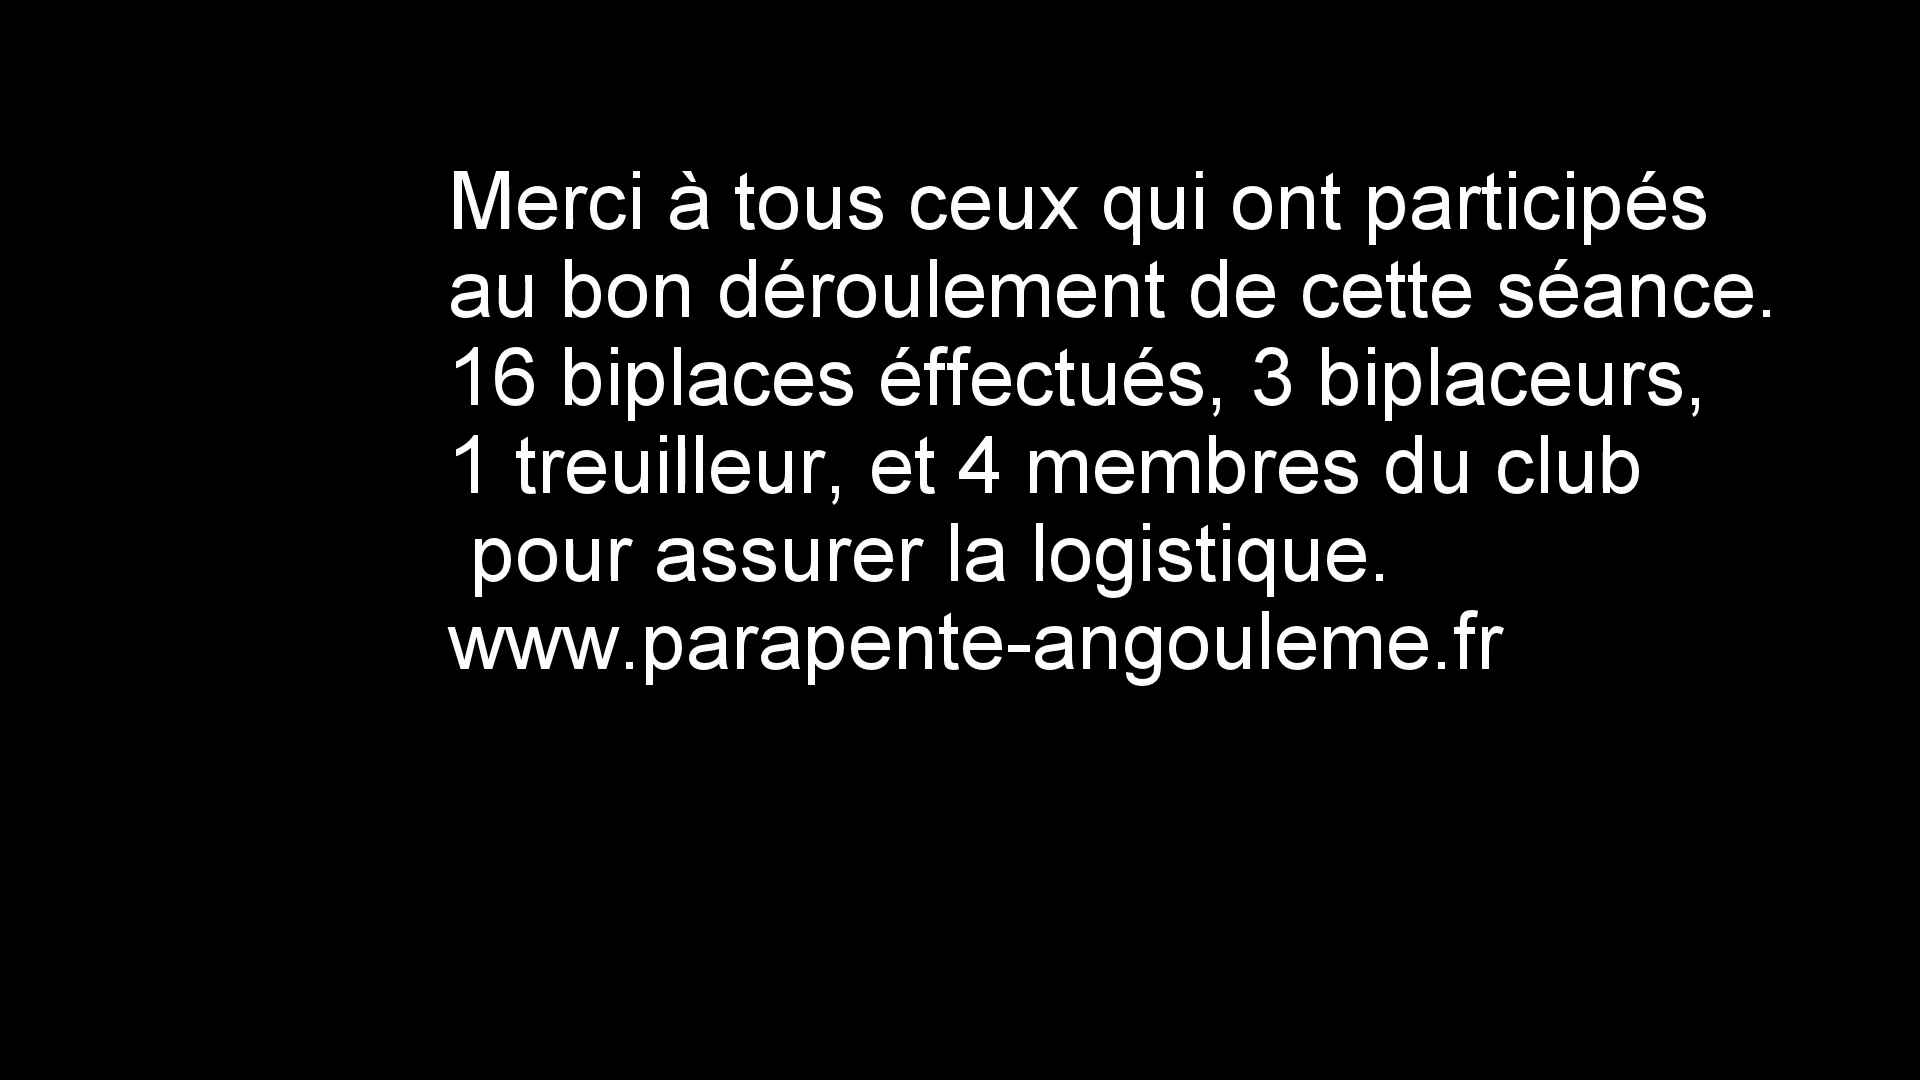 Merci à tous ceux qui ont participés
au bon déroulement de cette séance.
16 biplaces éffectués, 3 biplaceurs,
1 treuilleur, et 4 membres du club
pour assurer la logistique.
www.parapente-angouleme.fr